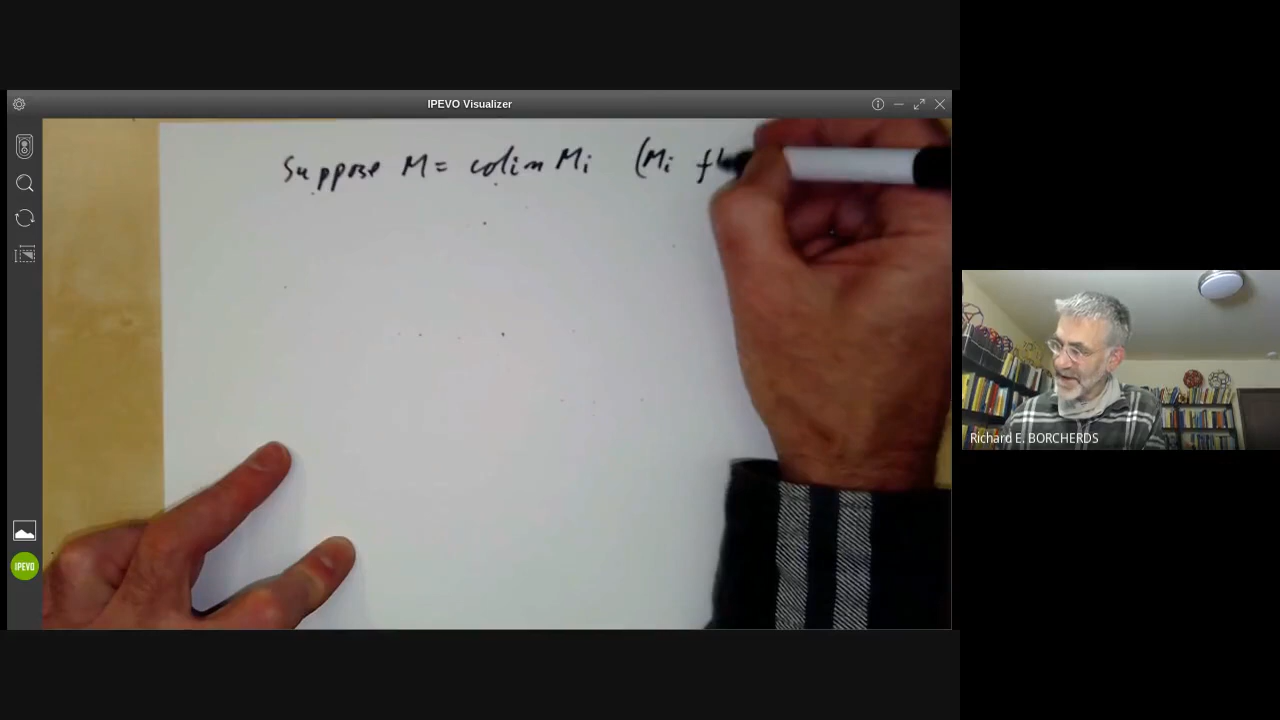 IPEVO Visualizer
Suppose M = colim Mi (Mi fl
Richard E. BORCHERDS
IPEVO